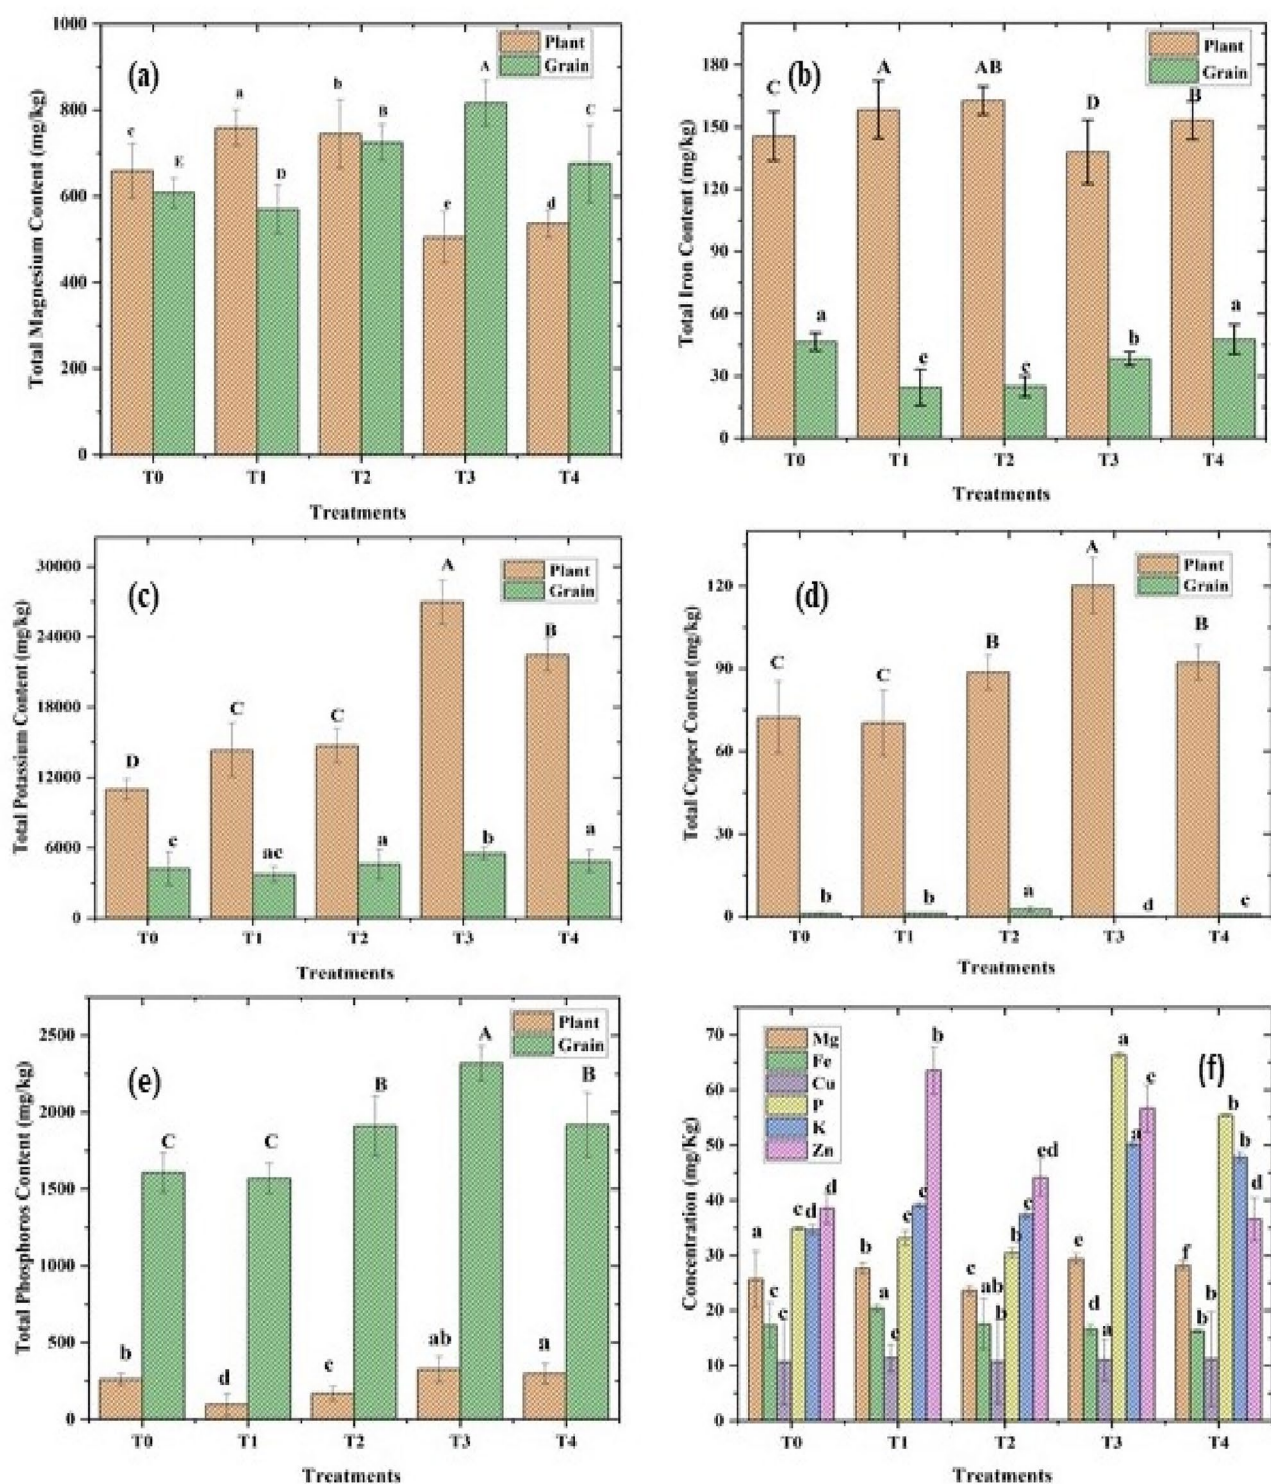 1000
800
600
400
200
0
Total Magnesium Content (mg/kg)
(a)
Plant
Grain
c
E
a
D
b
B
e
A
d
C
T0 T1 T2 T3 T4
Treatments
180
150
120
90
60
30
0
Total Iron Content (mg/kg)
(b)
Plant
Grain
C
a
A
c
AB
c
D
b
B
a
T0 T1 T2 T3 T4
Treatments
30000
24000
18000
12000
6000
0
Total Potassium Content (mg/kg)
(c)
Plant
Grain
D
c
C
ac
C
a
A
b
B
a
T0 T1 T2 T3 T4
Treatments
120
90
60
30
0
Total Copper Content (mg/kg)
(d)
Plant
Grain
C
b
C
b
B
a
A
d
B
c
T0 T1 T2 T3 T4
Treatments
2500
2000
1500
1000
500
0
Total Phosphoros Content (mg/kg)
(e)
Plant
Grain
b
C
d
C
c
B
ab
A
a
B
T0 T1 T2 T3 T4
Treatments
70
60
50
40
30
20
10
0
Concentration (mg/Kg)
Mg
Fe
Cu
P
K
Zn
(f)
a
c
c
c
d
d
b
a
c
c
c
b
c
ab
b
b
c
ed
e
d
a
a
a
c
f
b
b
b
b
d
T0 T1 T2 T3 T4
Treatments